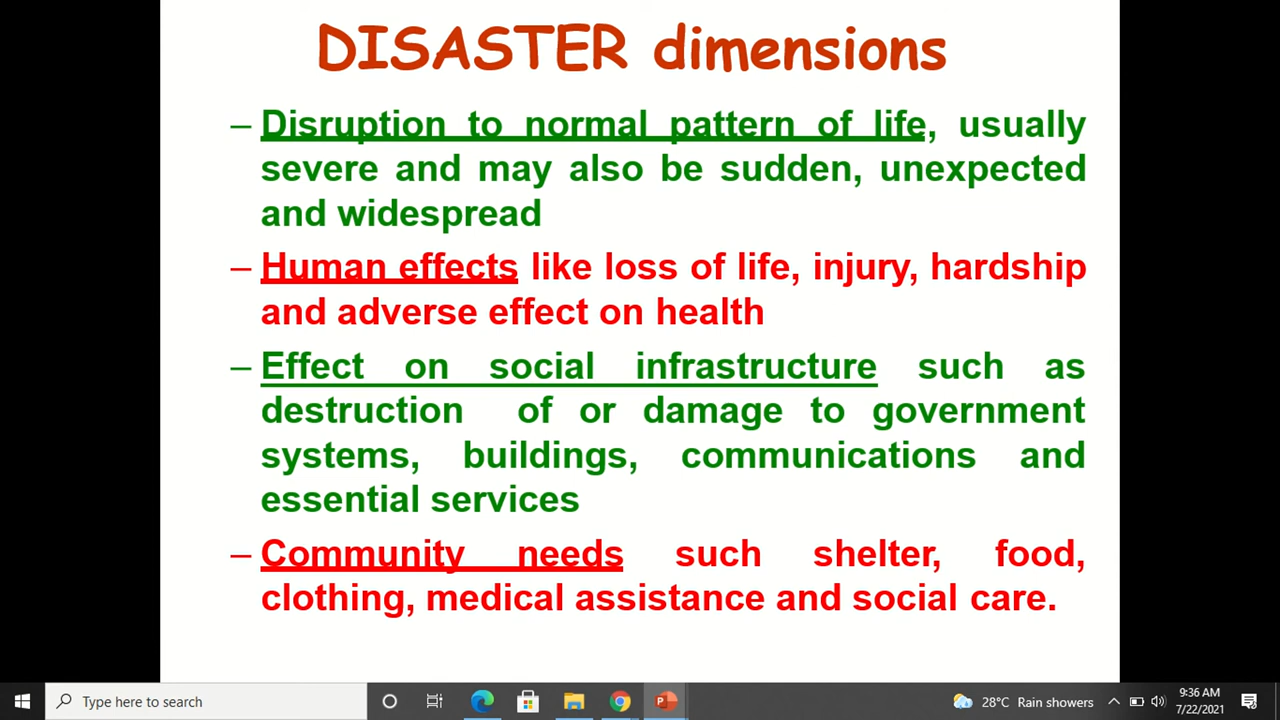 DISASTER dimensions
– Disruption to normal pattern of life, usually
severe and may also be sudden, unexpected
and widespread
– Human effects like loss of life, injury, hardship
and adverse effect on health
– Effect on social infrastructure such as
destruction of or damage to government
systems, buildings, communications and
essential services
– Community needs such shelter, food,
clothing, medical assistance and social care.
Type here to search
28°C Rain showers
9:36 AM
7/22/2021